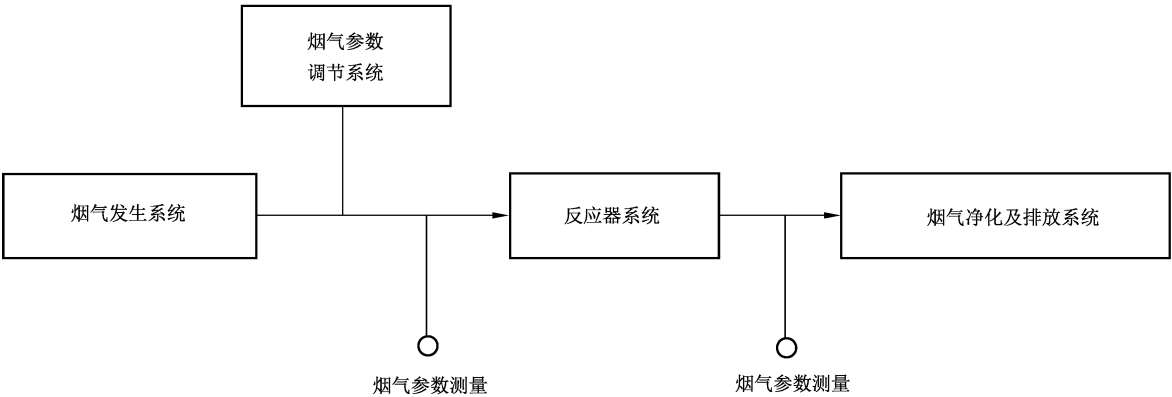 烟气参数
调节系统
烟气发生系统
反应器系统
烟气净化及排放系统
烟气参数测量
烟气参数测量